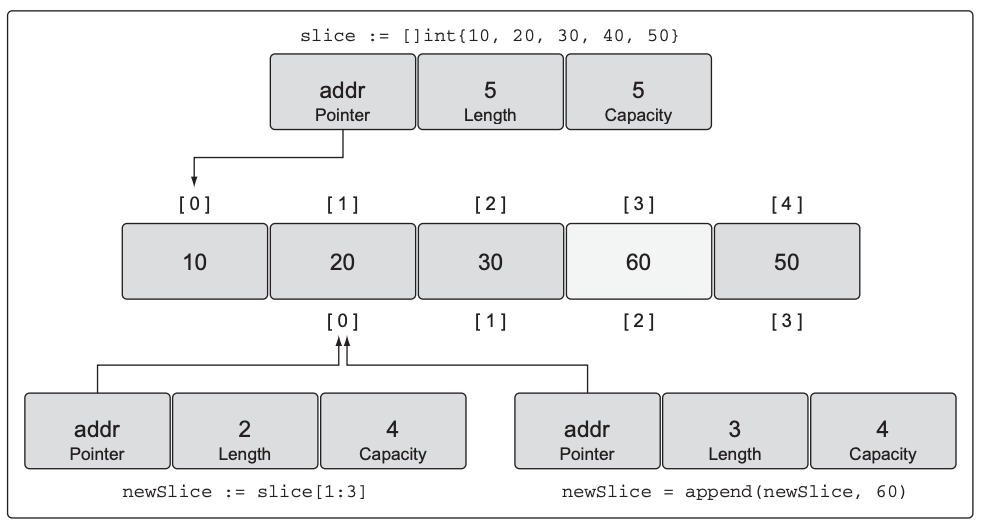 slice := []int{10, 20, 30, 40, 50}
addr 5 5
Pointer Length Capacity
[0] [1] [2] [3] [4]
10 20 30 60 50
[0] [1] [2] [3]
addr 2 4 addr 3 4
Pointer Length Capacity Pointer Length Capacity
newSlice := slice[1:3] newSlice = append(newSlice, 60)